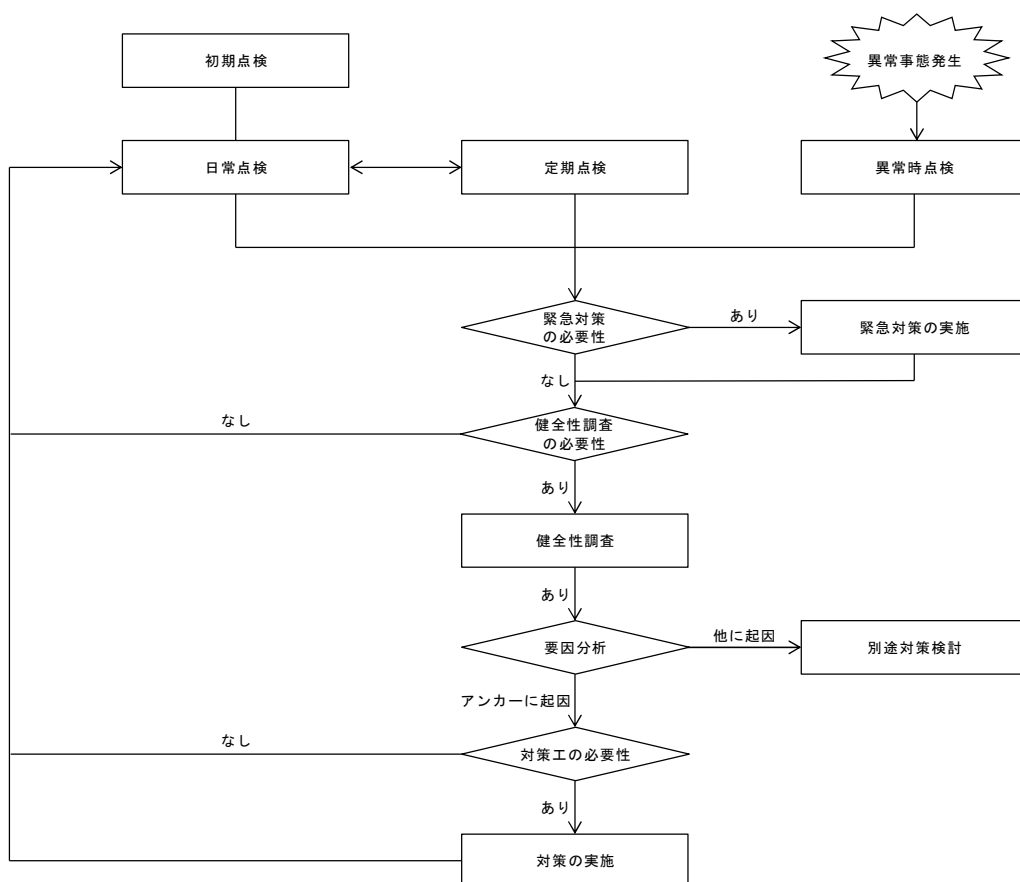 初期点検
異常事態発生
日常点検
定期点検
異常時点検
緊急対策
の必要性
あり
緊急対策の実施
なし
健全性調査
の必要性
なし
あり
健全性調査
あり
要因分析
他に起因
別途対策検討
アンカーに起因
対策工の必要性
なし
あり
対策の実施